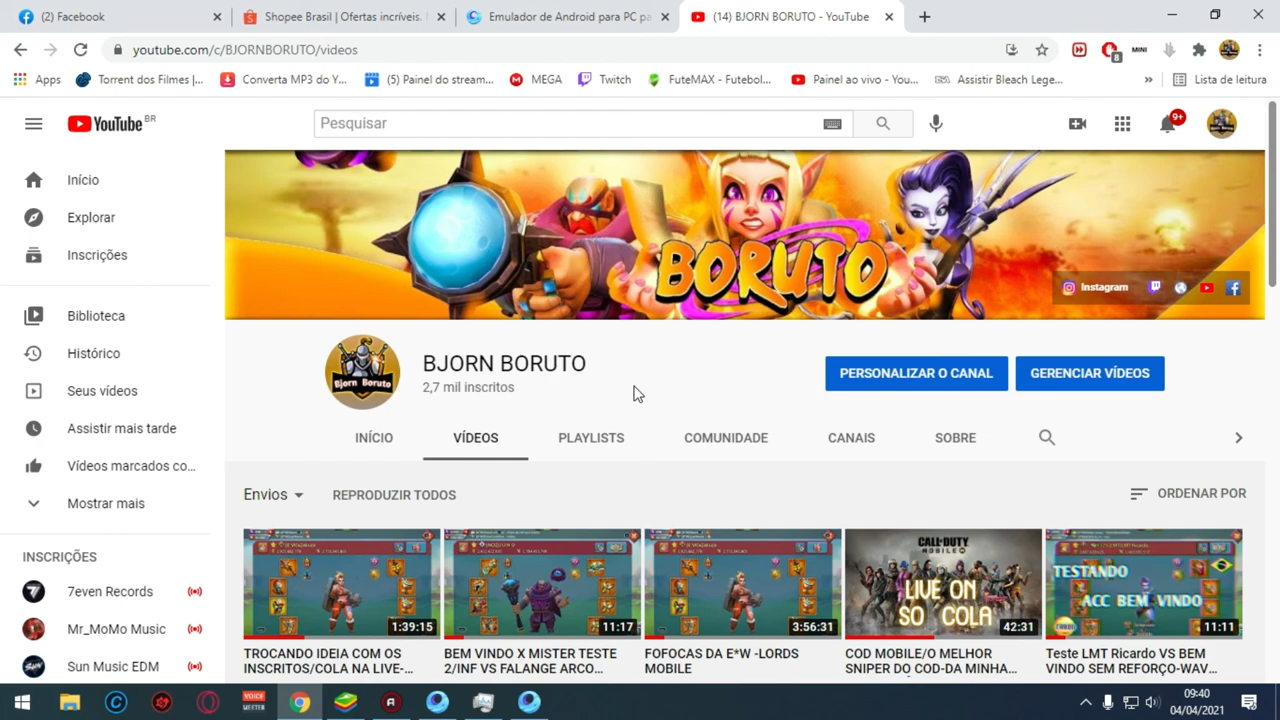 (2) Facebook
Shopee Brasil | Ofertas incríveis. I
Emulador de Android para PC pa
(14) BJORN BORUTO - YouTube
youtube.com/c/BJORNBORUTO/videos
8
MINI
Apps
Torrent dos Filmes |...
Converta MP3 do Y...
(5) Painel do stream...
MEGA
Twitch
FuteMAX - Futebol...
Painel ao vivo - You...
Assistir Bleach Lege...
»
Lista de leitura
YouTube BR
Pesquisar
9+
Início
Explorar
Inscrições
Biblioteca
Histórico
Seus vídeos
Assistir mais tarde
Vídeos marcados co...
Mostrar mais
INSCRIÇÕES
7even Records
Mr_MoMo Music
Sun Music EDM
BORUTO
Instagram
Bjorn Boruto
BJORN BORUTO
2,7 mil inscritos
PERSONALIZAR O CANAL
GERENCIAR VÍDEOS
INÍCIO
VÍDEOS
PLAYLISTS
COMUNIDADE
CANAIS
SOBRE
Envios
REPRODUZIR TODOS
ORDENAR POR
1:39:15
11:17
3:56:31
CALL·DUTY
MOBILE
LIVE ON
SO COLA
42:31
TESTANDO
ACC BEM VINDO
11:11
TROCANDO IDEIA COM OS
INSCRITOS/COLA NA LIVE-
BEM VINDO X MISTER TESTE
2/INF VS FALANGE ARCO...
FOFOCAS DA E*W -LORDS
MOBILE
COD MOBILE/O MELHOR
SNIPER DO COD-DA MINHA...
Teste LMT Ricardo VS BEM
VINDO SEM REFORÇO-WAV...
VOICE
MEETER
09:40
04/04/2021